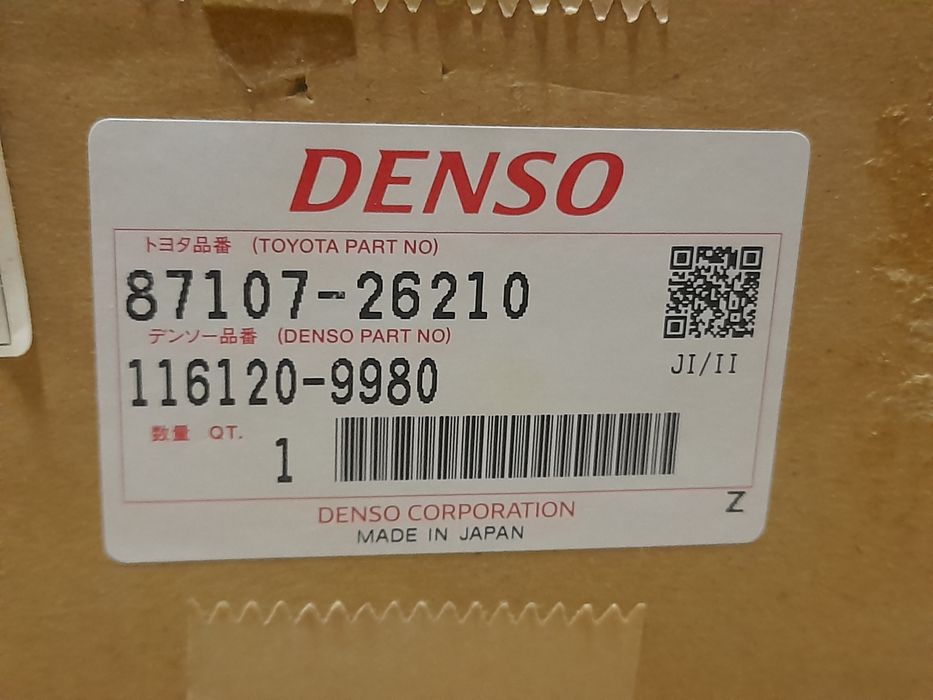 DENSO
トヨタ品番 (TOYOTA PART NO)
87107-26210
デンソー品番 (DENSO PART NO)
116120-9980
JI/II
数量 QT. 1
DENSO CORPORATION
MADE IN JAPAN
Z